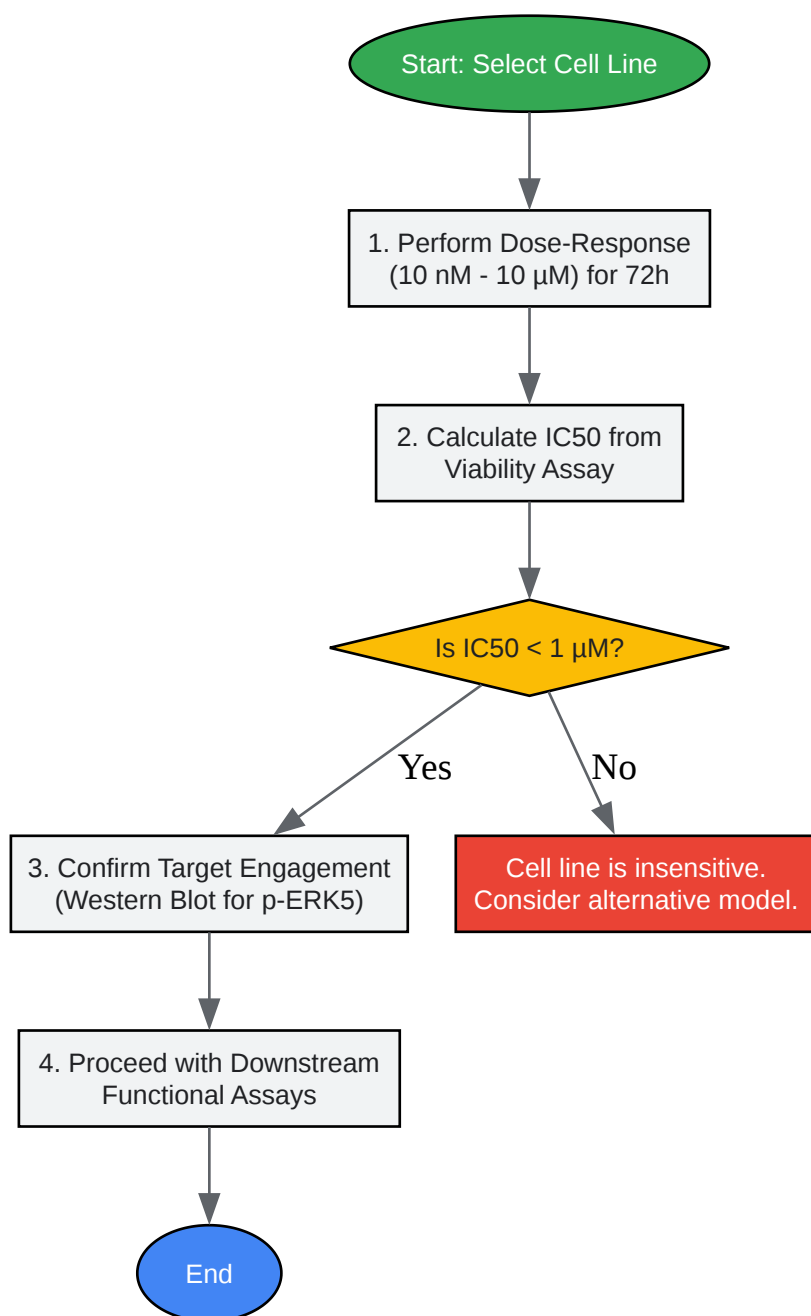 Start: Select Cell Line
1. Perform Dose-Response
(10 nM - 10 µM) for 72h
2. Calculate IC50 from
Viability Assay
Is IC50 < 1 µM?
Yes
No
3. Confirm Target Engagement
(Western Blot for p-ERK5)
Cell line is insensitive.
Consider alternative model.
4. Proceed with Downstream
Functional Assays
End